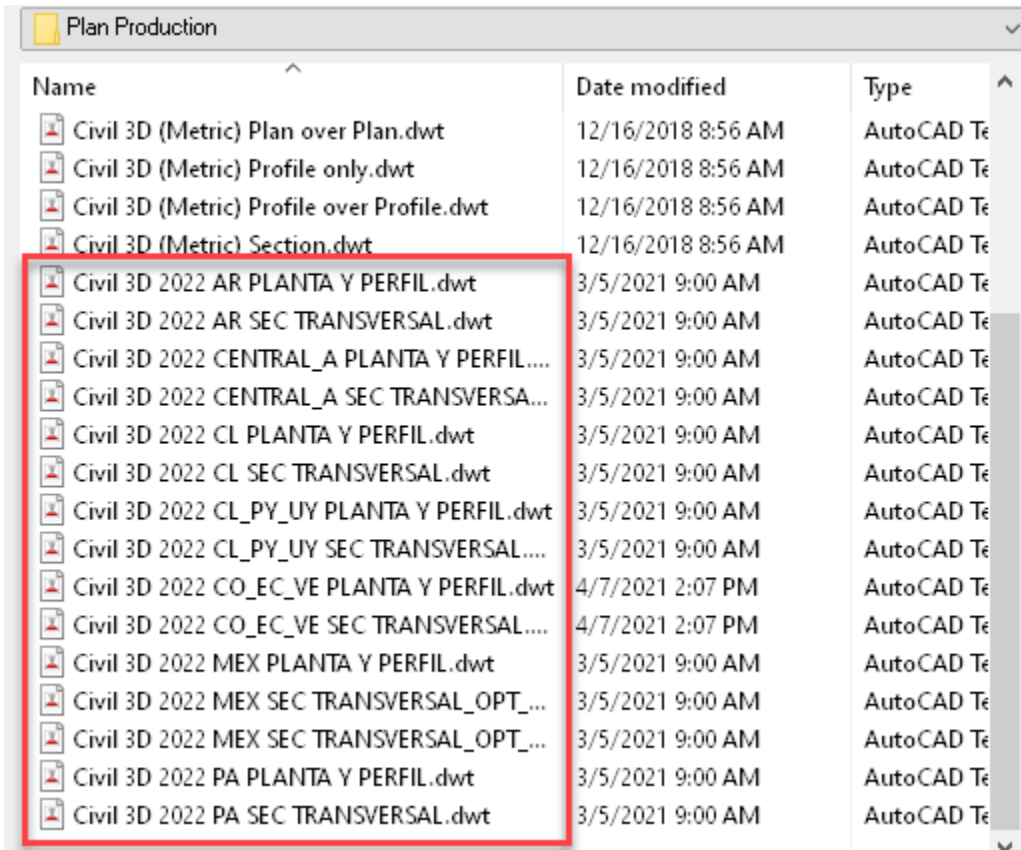 Plan Production
Name Date modified Type
Civil 3D (Metric) Plan over Plan.dwt 12/16/2018 8:56 AM AutoCAD Te
Civil 3D (Metric) Profile only.dwt 12/16/2018 8:56 AM AutoCAD Te
Civil 3D (Metric) Profile over Profile.dwt 12/16/2018 8:56 AM AutoCAD Te
Civil 3D (Metric) Section.dwt 12/16/2018 8:56 AM AutoCAD Te
Civil 3D 2022 AR PLANTA Y PERFIL.dwt 3/5/2021 9:00 AM AutoCAD Te
Civil 3D 2022 AR SEC TRANSVERSAL.dwt 3/5/2021 9:00 AM AutoCAD Te
Civil 3D 2022 CENTRAL_A PLANTA Y PERFIL.... 3/5/2021 9:00 AM AutoCAD Te
Civil 3D 2022 CENTRAL_A SEC TRANSVERSA... 3/5/2021 9:00 AM AutoCAD Te
Civil 3D 2022 CL PLANTA Y PERFIL.dwt 3/5/2021 9:00 AM AutoCAD Te
Civil 3D 2022 CL SEC TRANSVERSAL.dwt 3/5/2021 9:00 AM AutoCAD Te
Civil 3D 2022 CL_PY_UY PLANTA Y PERFIL.dwt 3/5/2021 9:00 AM AutoCAD Te
Civil 3D 2022 CL_PY_UY SEC TRANSVERSAL.... 3/5/2021 9:00 AM AutoCAD Te
Civil 3D 2022 CO_EC_VE PLANTA Y PERFIL.dwt 4/7/2021 2:07 PM AutoCAD Te
Civil 3D 2022 CO_EC_VE SEC TRANSVERSAL.... 4/7/2021 2:07 PM AutoCAD Te
Civil 3D 2022 MEX PLANTA Y PERFIL.dwt 3/5/2021 9:00 AM AutoCAD Te
Civil 3D 2022 MEX SEC TRANSVERSAL_OPT_... 3/5/2021 9:00 AM AutoCAD Te
Civil 3D 2022 MEX SEC TRANSVERSAL_OPT_... 3/5/2021 9:00 AM AutoCAD Te
Civil 3D 2022 PA PLANTA Y PERFIL.dwt 3/5/2021 9:00 AM AutoCAD Te
Civil 3D 2022 PA SEC TRANSVERSAL.dwt 3/5/2021 9:00 AM AutoCAD Te